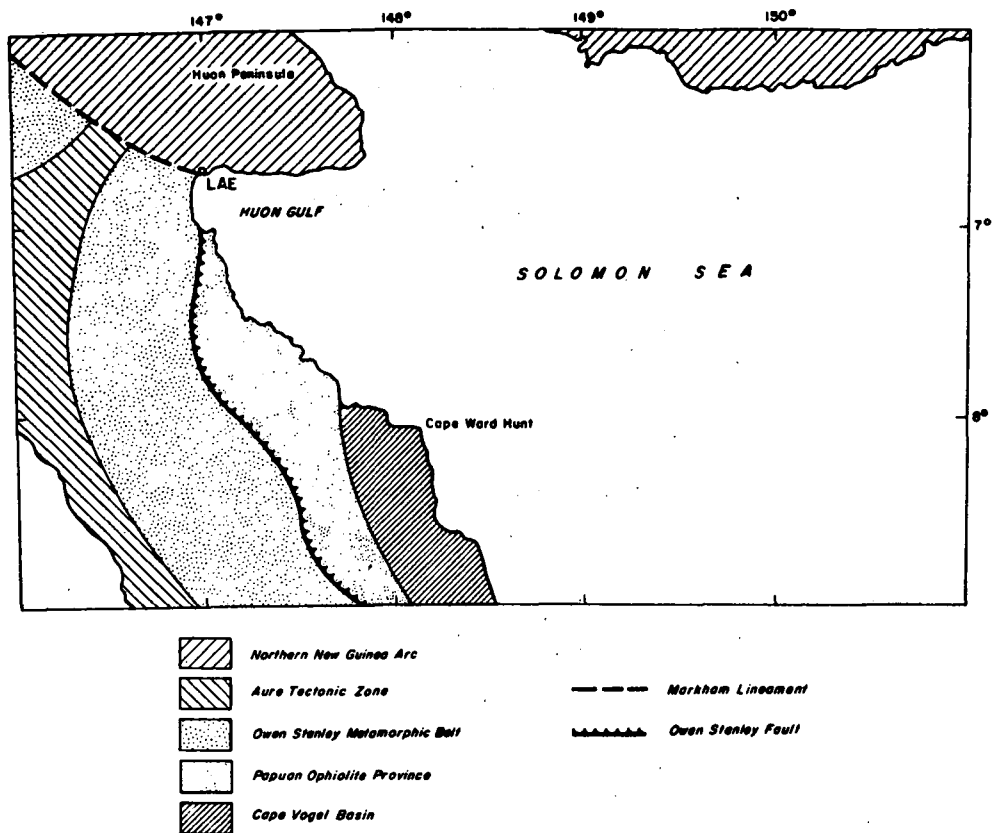 147° 148° 149° 150°
Huon Peninsula
LAE
HUON GULF
7°
SOLOMON SEA
8°
Cape Ward Hunt
Northern New Guinea Arc
Aure Tectonic Zone
Markham Lineament
Owen Stanley Metamorphic Belt
Owen Stanley Fault
Papuan Ophiolite Province
Cape Vogel Basin